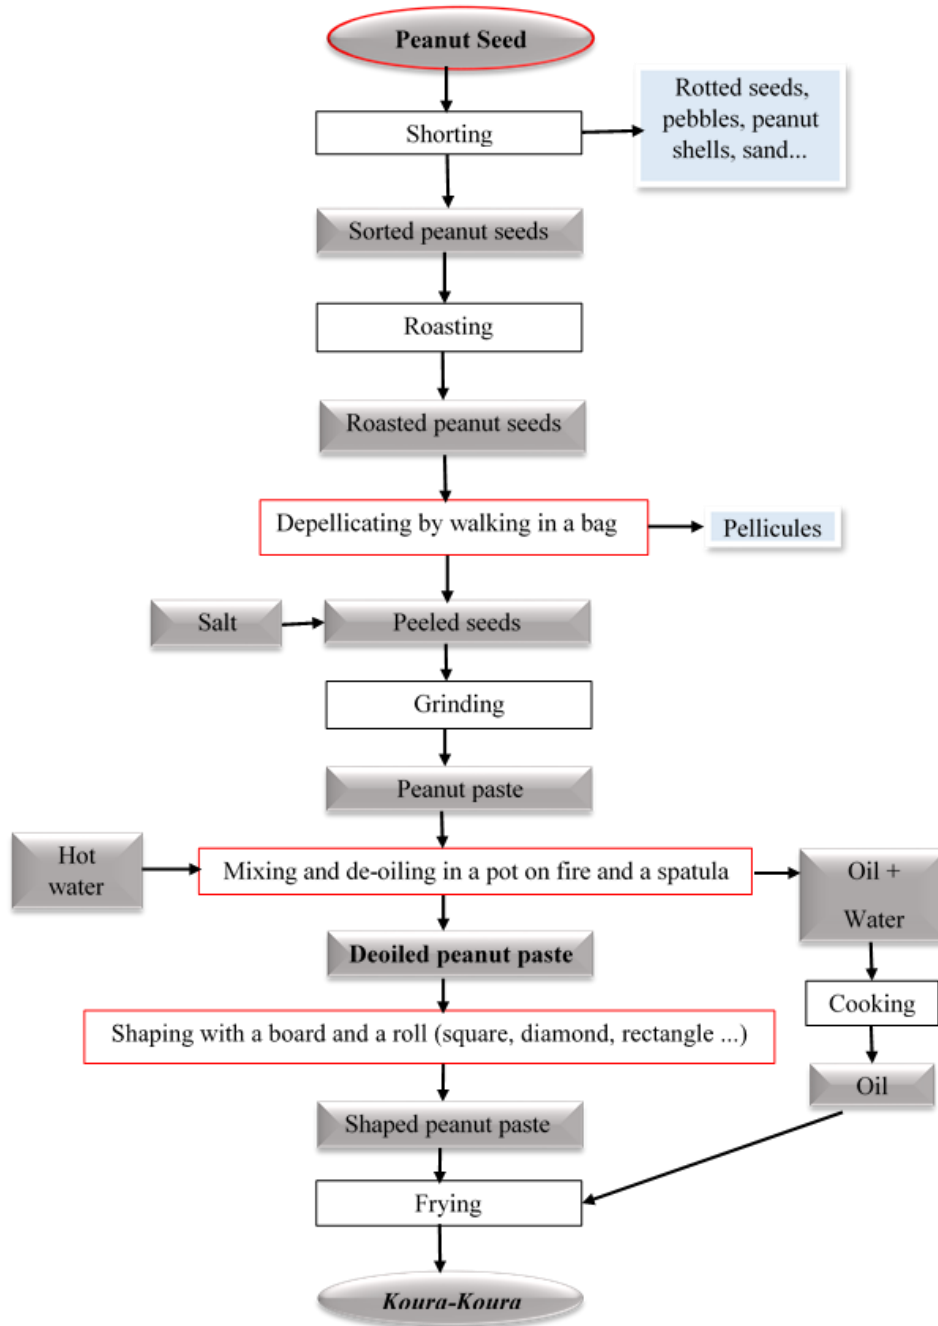 Peanut Seed
Shorting
Rotted seeds,
pebbles, peanut
shells, sand...
Sorted peanut seeds
Roasting
Roasted peanut seeds
Depellicating by walking in a bag
Pellicules
Salt
Peeled seeds
Grinding
Peanut paste
Hot
water
Mixing and de-oiling in a pot on fire and a spatula
Oil +
Water
Deoiled peanut paste
Cooking
Shaping with a board and a roll (square, diamond, rectangle ...)
Oil
Shaped peanut paste
Frying
Koura-Koura